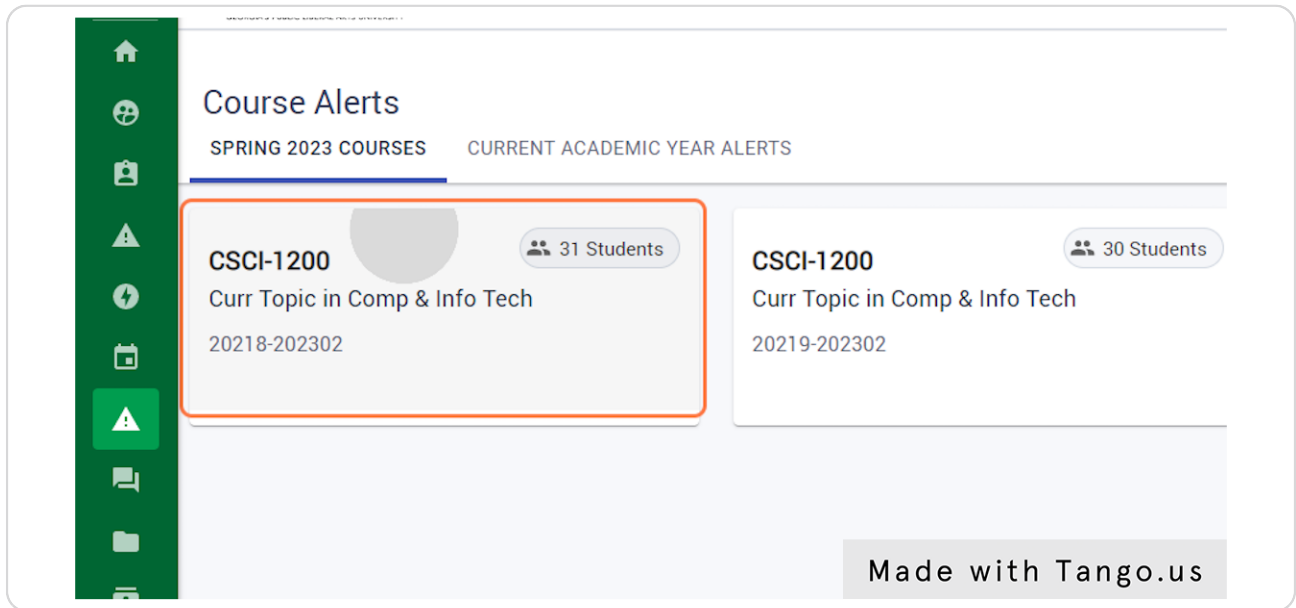 Course Alerts
SPRING 2023 COURSES CURRENT ACADEMIC YEAR ALERTS
31 Students
CSCI-1200
Curr Topic in Comp & Info Tech
20218-202302
30 Students
CSCI-1200
Curr Topic in Comp & Info Tech
20219-202302
Made with Tango.us